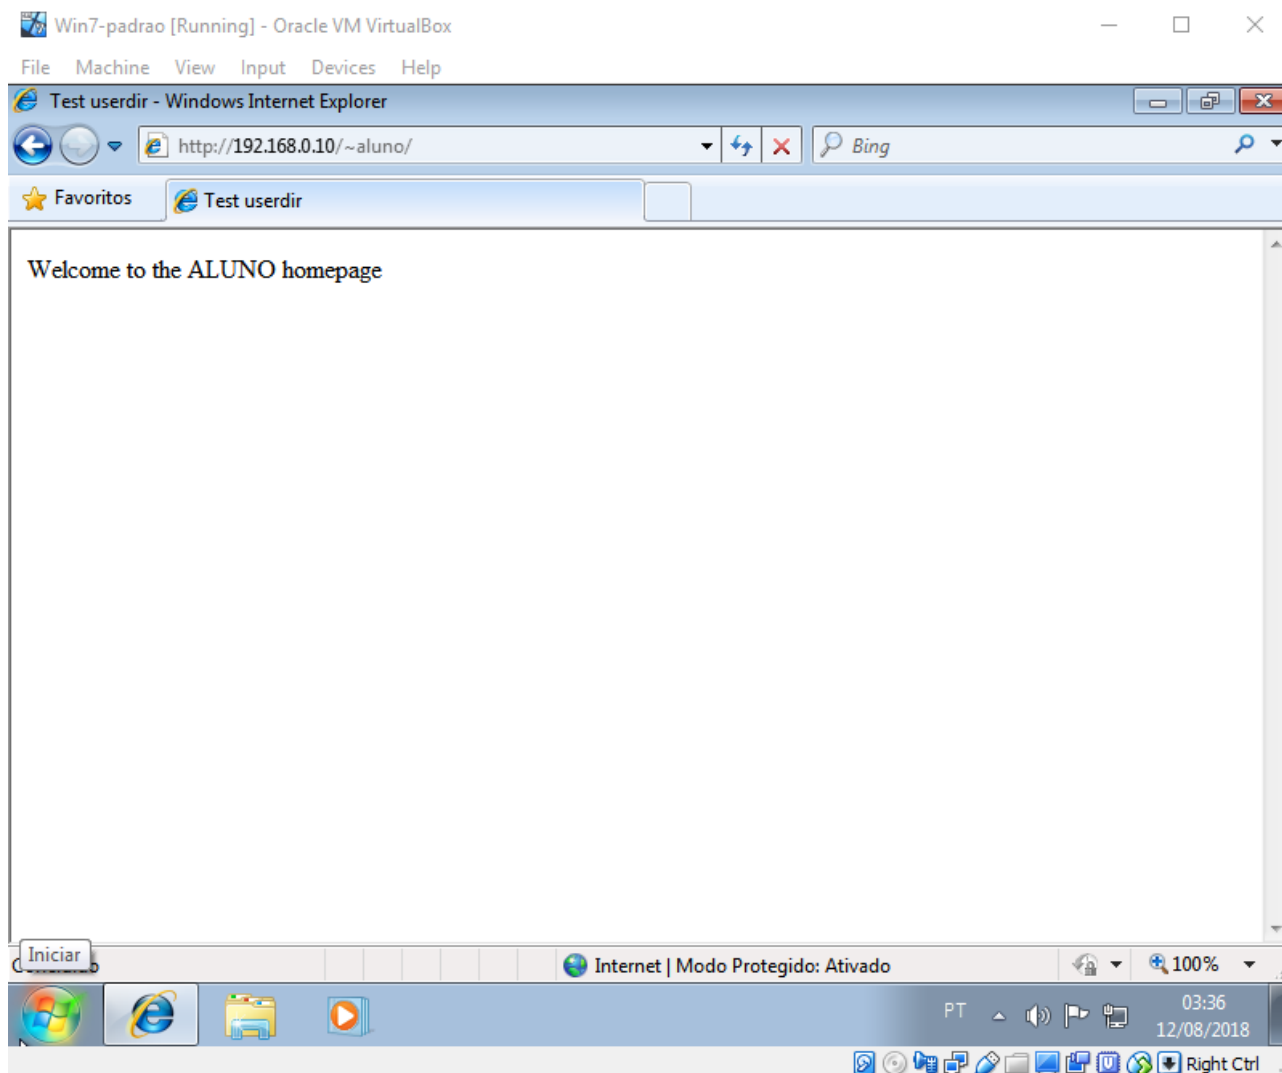 Win7-padrao [Running] - Oracle VM VirtualBox
File Machine View Input Devices Help
Test userdir - Windows Internet Explorer
http://192.168.0.10/~aluno/ Bing
Favoritos Test userdir
Welcome to the ALUNO homepage
Iniciar
Internet | Modo Protegido: Ativado 100%
PT 03:36
12/08/2018
Right Ctrl